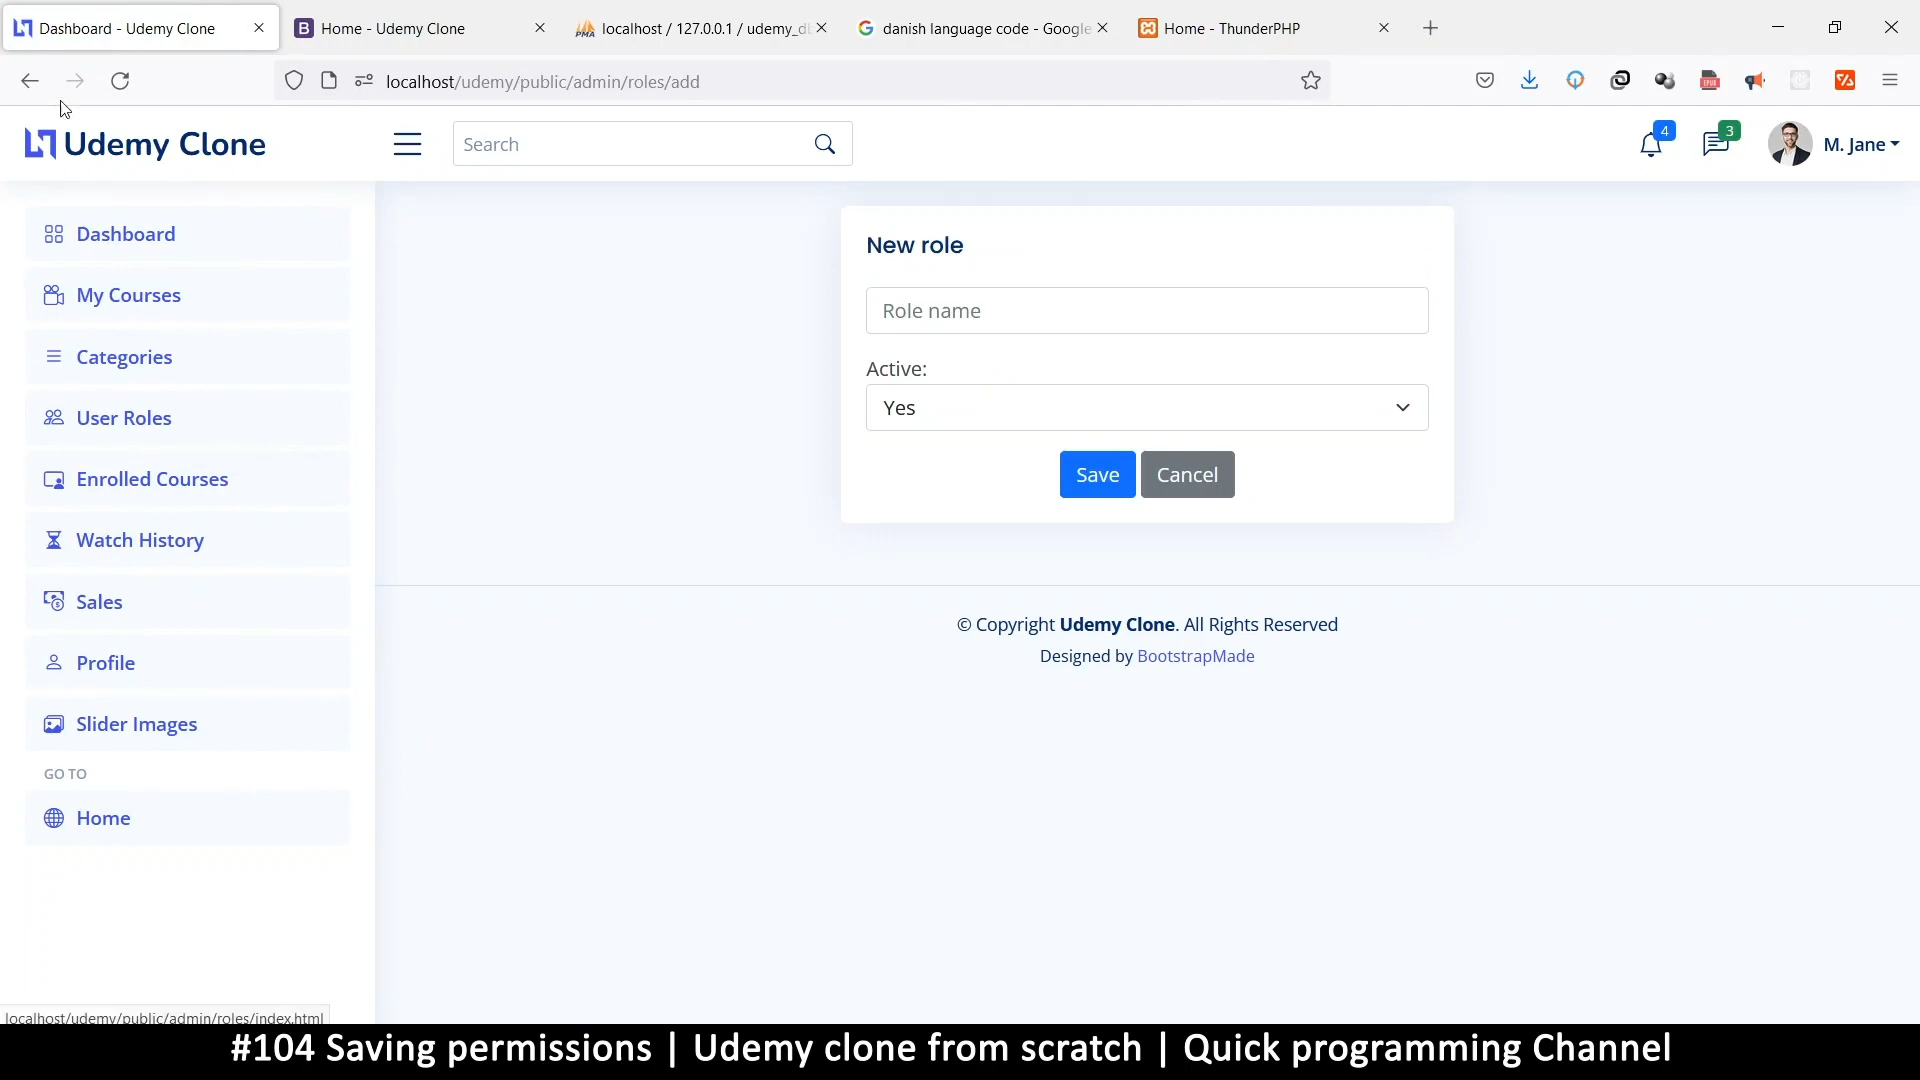 Dashboard - Udemy Clone
Home - Udemy Clone
localhost / 127.0.0.1 / udemy_d
danish language code - Google
Home - ThunderPHP
localhost/udemy/public/admin/roles/add
Udemy Clone
Search
4
3
M. Jane
Dashboard
My Courses
Categories
User Roles
Enrolled Courses
Watch History
Sales
Profile
Slider Images
GO TO
Home
New role
Role name
Active:
Yes
Save
Cancel
© Copyright Udemy Clone. All Rights Reserved
Designed by BootstrapMade
localhost/udemy/public/admin/roles/index.html
#104 Saving permissions | Udemy clone from scratch | Quick programming Channel